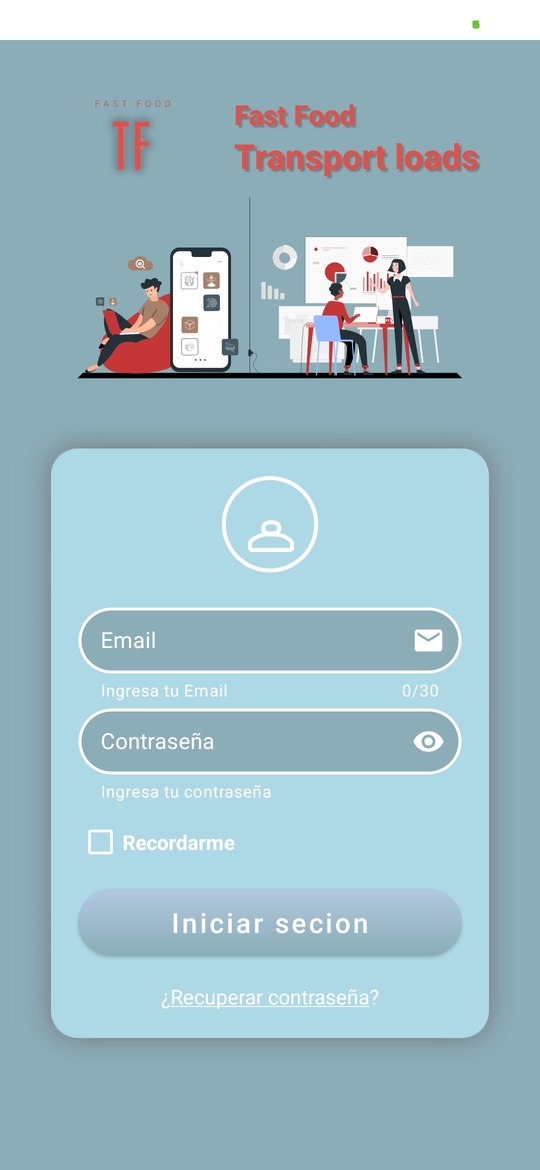 FAST FOOD
TF
Fast Food
Transport loads
Email
Ingresa tu Email 0/30
Contraseña
Ingresa tu contraseña
Recordarme
Iniciar secion
¿Recuperar contraseña?